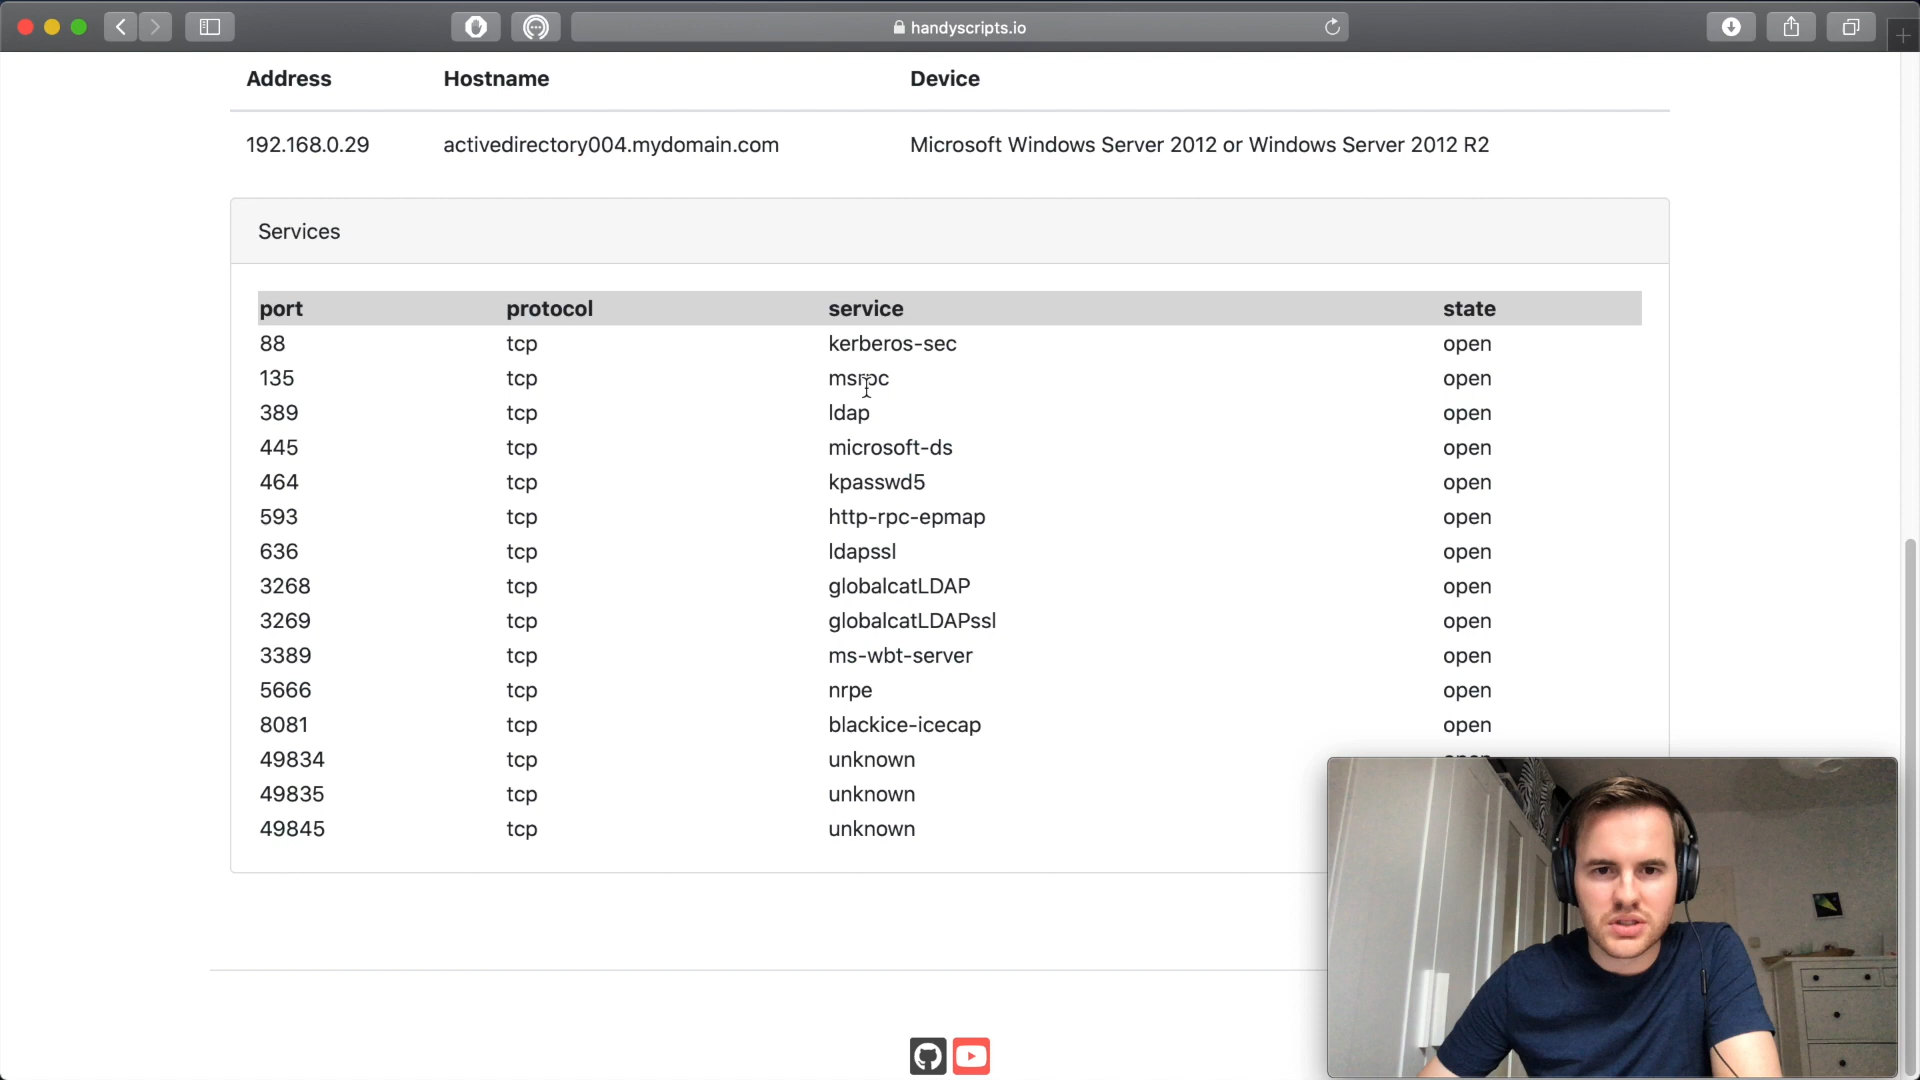 handyscripts.io
Address Hostname Device
192.168.0.29 activedirectory004.mydomain.com Microsoft Windows Server 2012 or Windows Server 2012 R2
Services
port protocol service state
88 tcp kerberos-sec open
135 tcp msrpc open
389 tcp ldap open
445 tcp microsoft-ds open
464 tcp kpasswd5 open
593 tcp http-rpc-epmap open
636 tcp ldapssl open
3268 tcp globalcatLDAP open
3269 tcp globalcatLDAPssl open
3389 tcp ms-wbt-server open
5666 tcp nrpe open
8081 tcp blackice-icecap open
49834 tcp unknown open
49835 tcp unknown
49845 tcp unknown